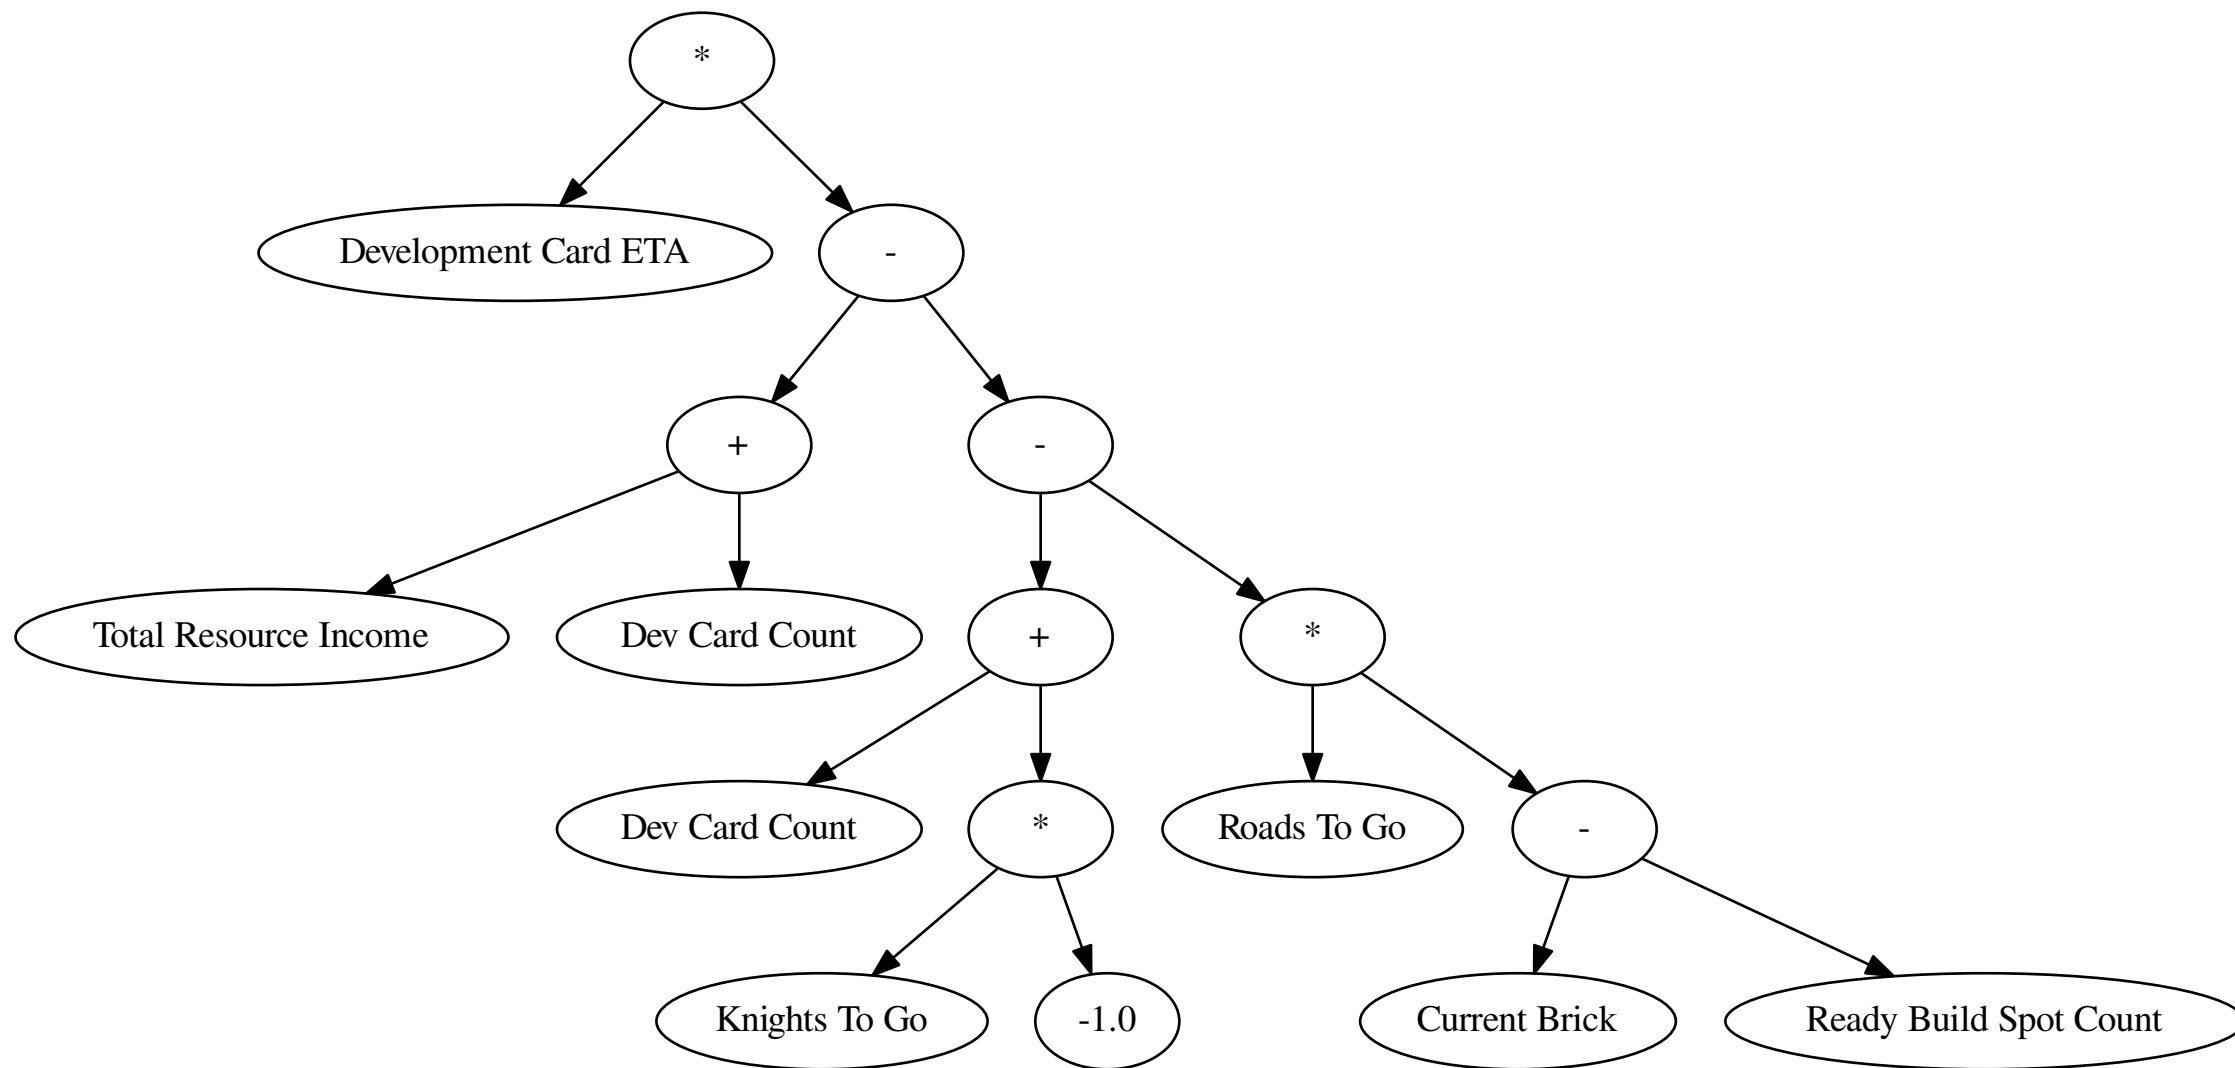 *
Development Card ETA
-
+
-
Total Resource Income
Dev Card Count
+
*
Dev Card Count
*
Roads To Go
-
Knights To Go
-1.0
Current Brick
Ready Build Spot Count